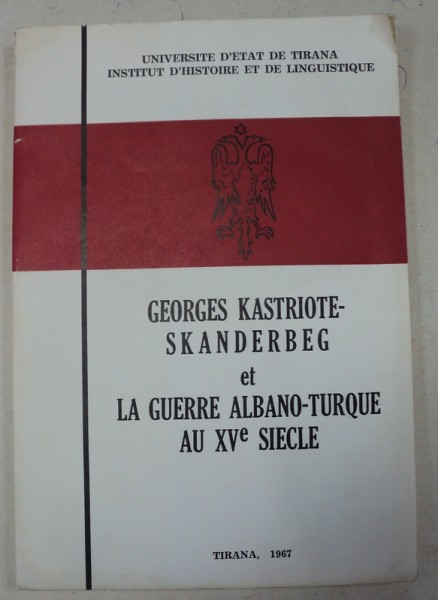 UNIVERSITE D'ETAT DE TIRANA
INSTITUT D'HISTOIRE ET DE LINGUISTIQUE
GEORGES KASTRIOTE-
SKANDERBEG
et
LA GUERRE ALBANO-TURQUE
AU XVe SIECLE
TIRANA, 1967